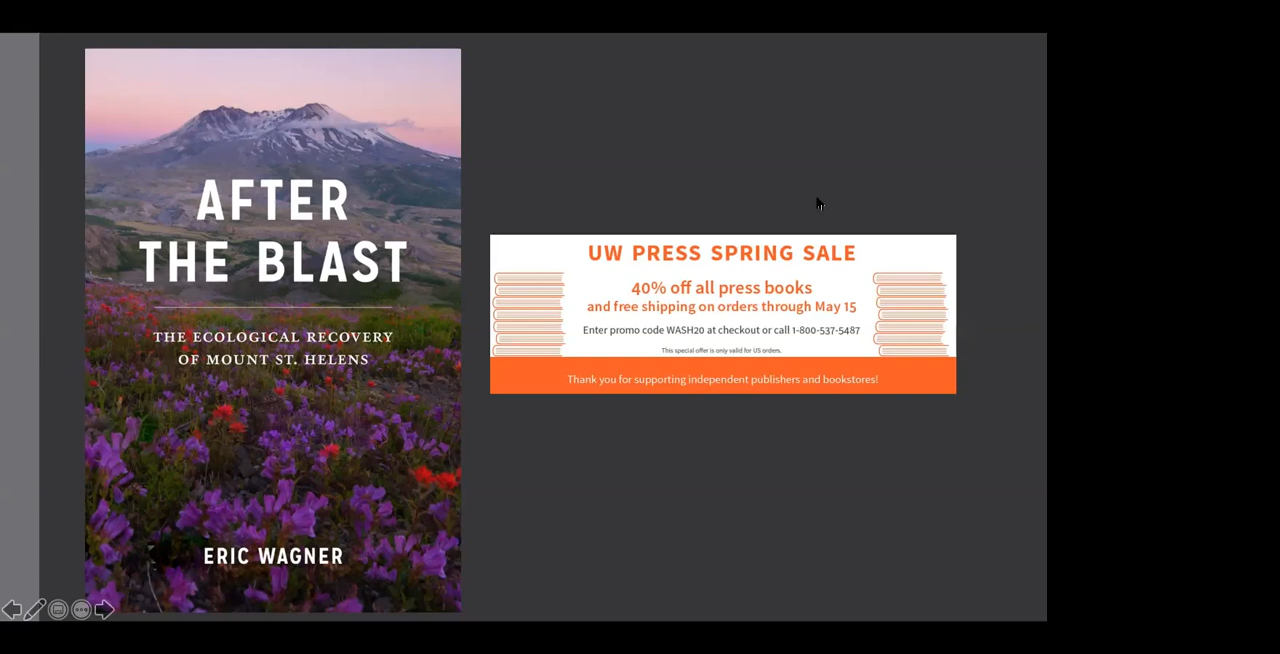 AFTER
THE BLAST
THE ECOLOGICAL RECOVERY
OF MOUNT ST. HELENS
ERIC WAGNER
UW PRESS SPRING SALE
40% off all press books
and free shipping on orders through May 15
Enter promo code WASH20 at checkout or call 1-800-537-5487
This special offer is only valid for US orders.
Thank you for supporting independent publishers and bookstores!